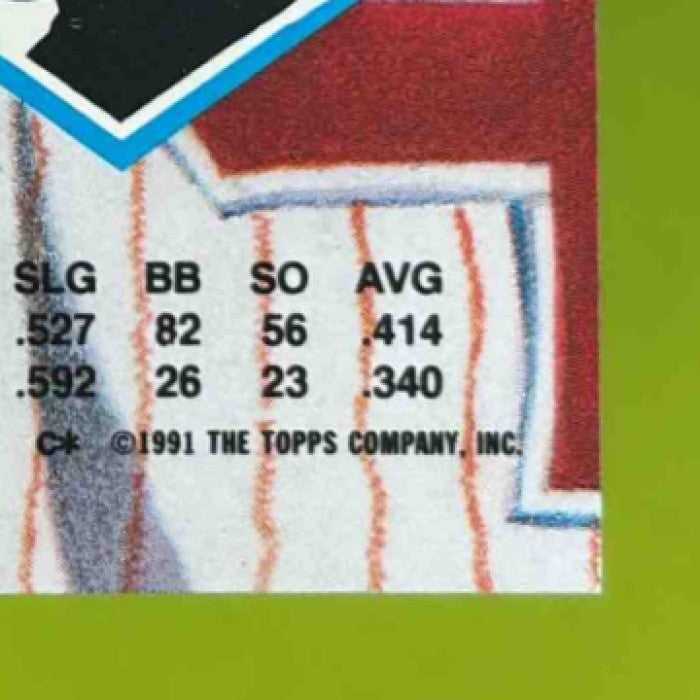 SLG BB SO AVG
.527 82 56 .414
.592 26 23 .340
C* ©1991 THE TOPPS COMPANY, INC.